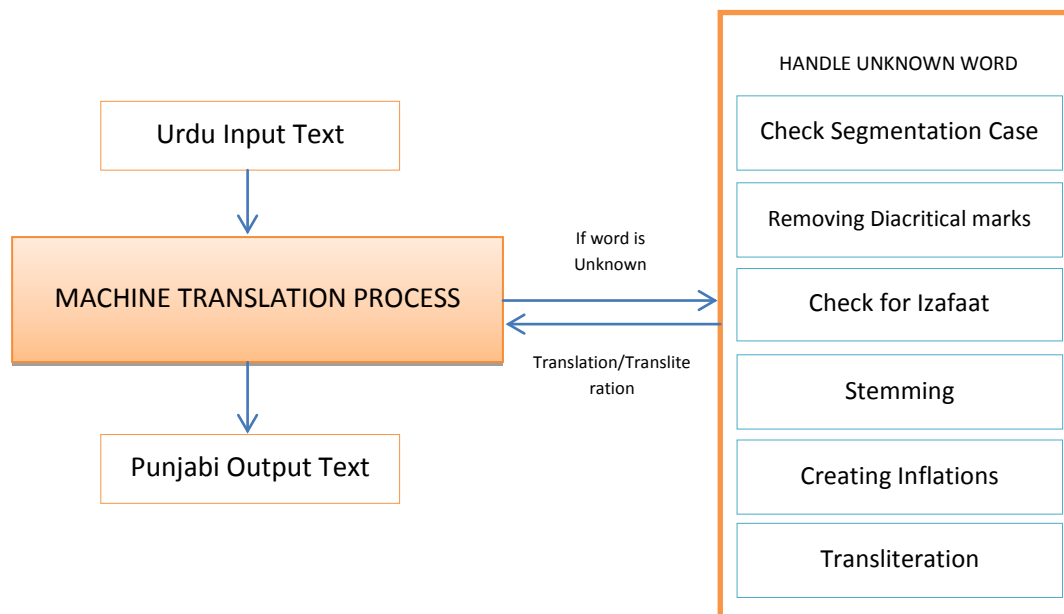 Urdu Input Text
MACHINE TRANSLATION PROCESS
Punjabi Output Text
If word is
Unknown
Translation/Translite
ration
HANDLE UNKNOWN WORD
Check Segmentation Case
Removing Diacritical marks
Check for Izafaat
Stemming
Creating Inflations
Transliteration